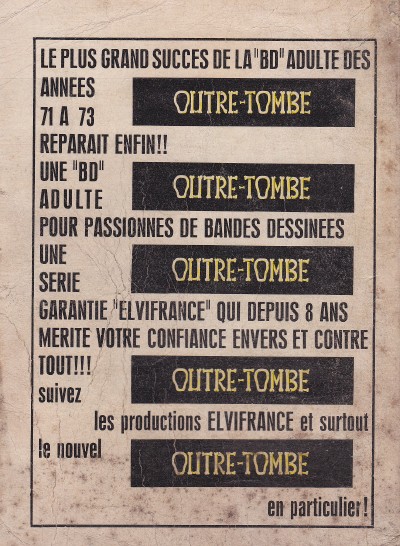 LE PLUS GRAND SUCCES DE LA "BD" ADULTE DES
ANNEES
71 A 73
OUTRE-TOMBE
REPARAIT ENFIN!!
UNE "BD"
ADULTE
OUTRE-TOMBE
POUR PASSIONNES DE BANDES DESSINEES
UNE
SERIE
OUTRE-TOMBE
GARANTIE "ELVIFRANCE" QUI DEPUIS 8 ANS
MERITE VOTRE CONFIANCE ENVERS ET CONTRE
TOUT!!!
OUTRE-TOMBE
suivez
les productions ELVIFRANCE et surtout
le nouvel
OUTRE-TOMBE
en particulier!